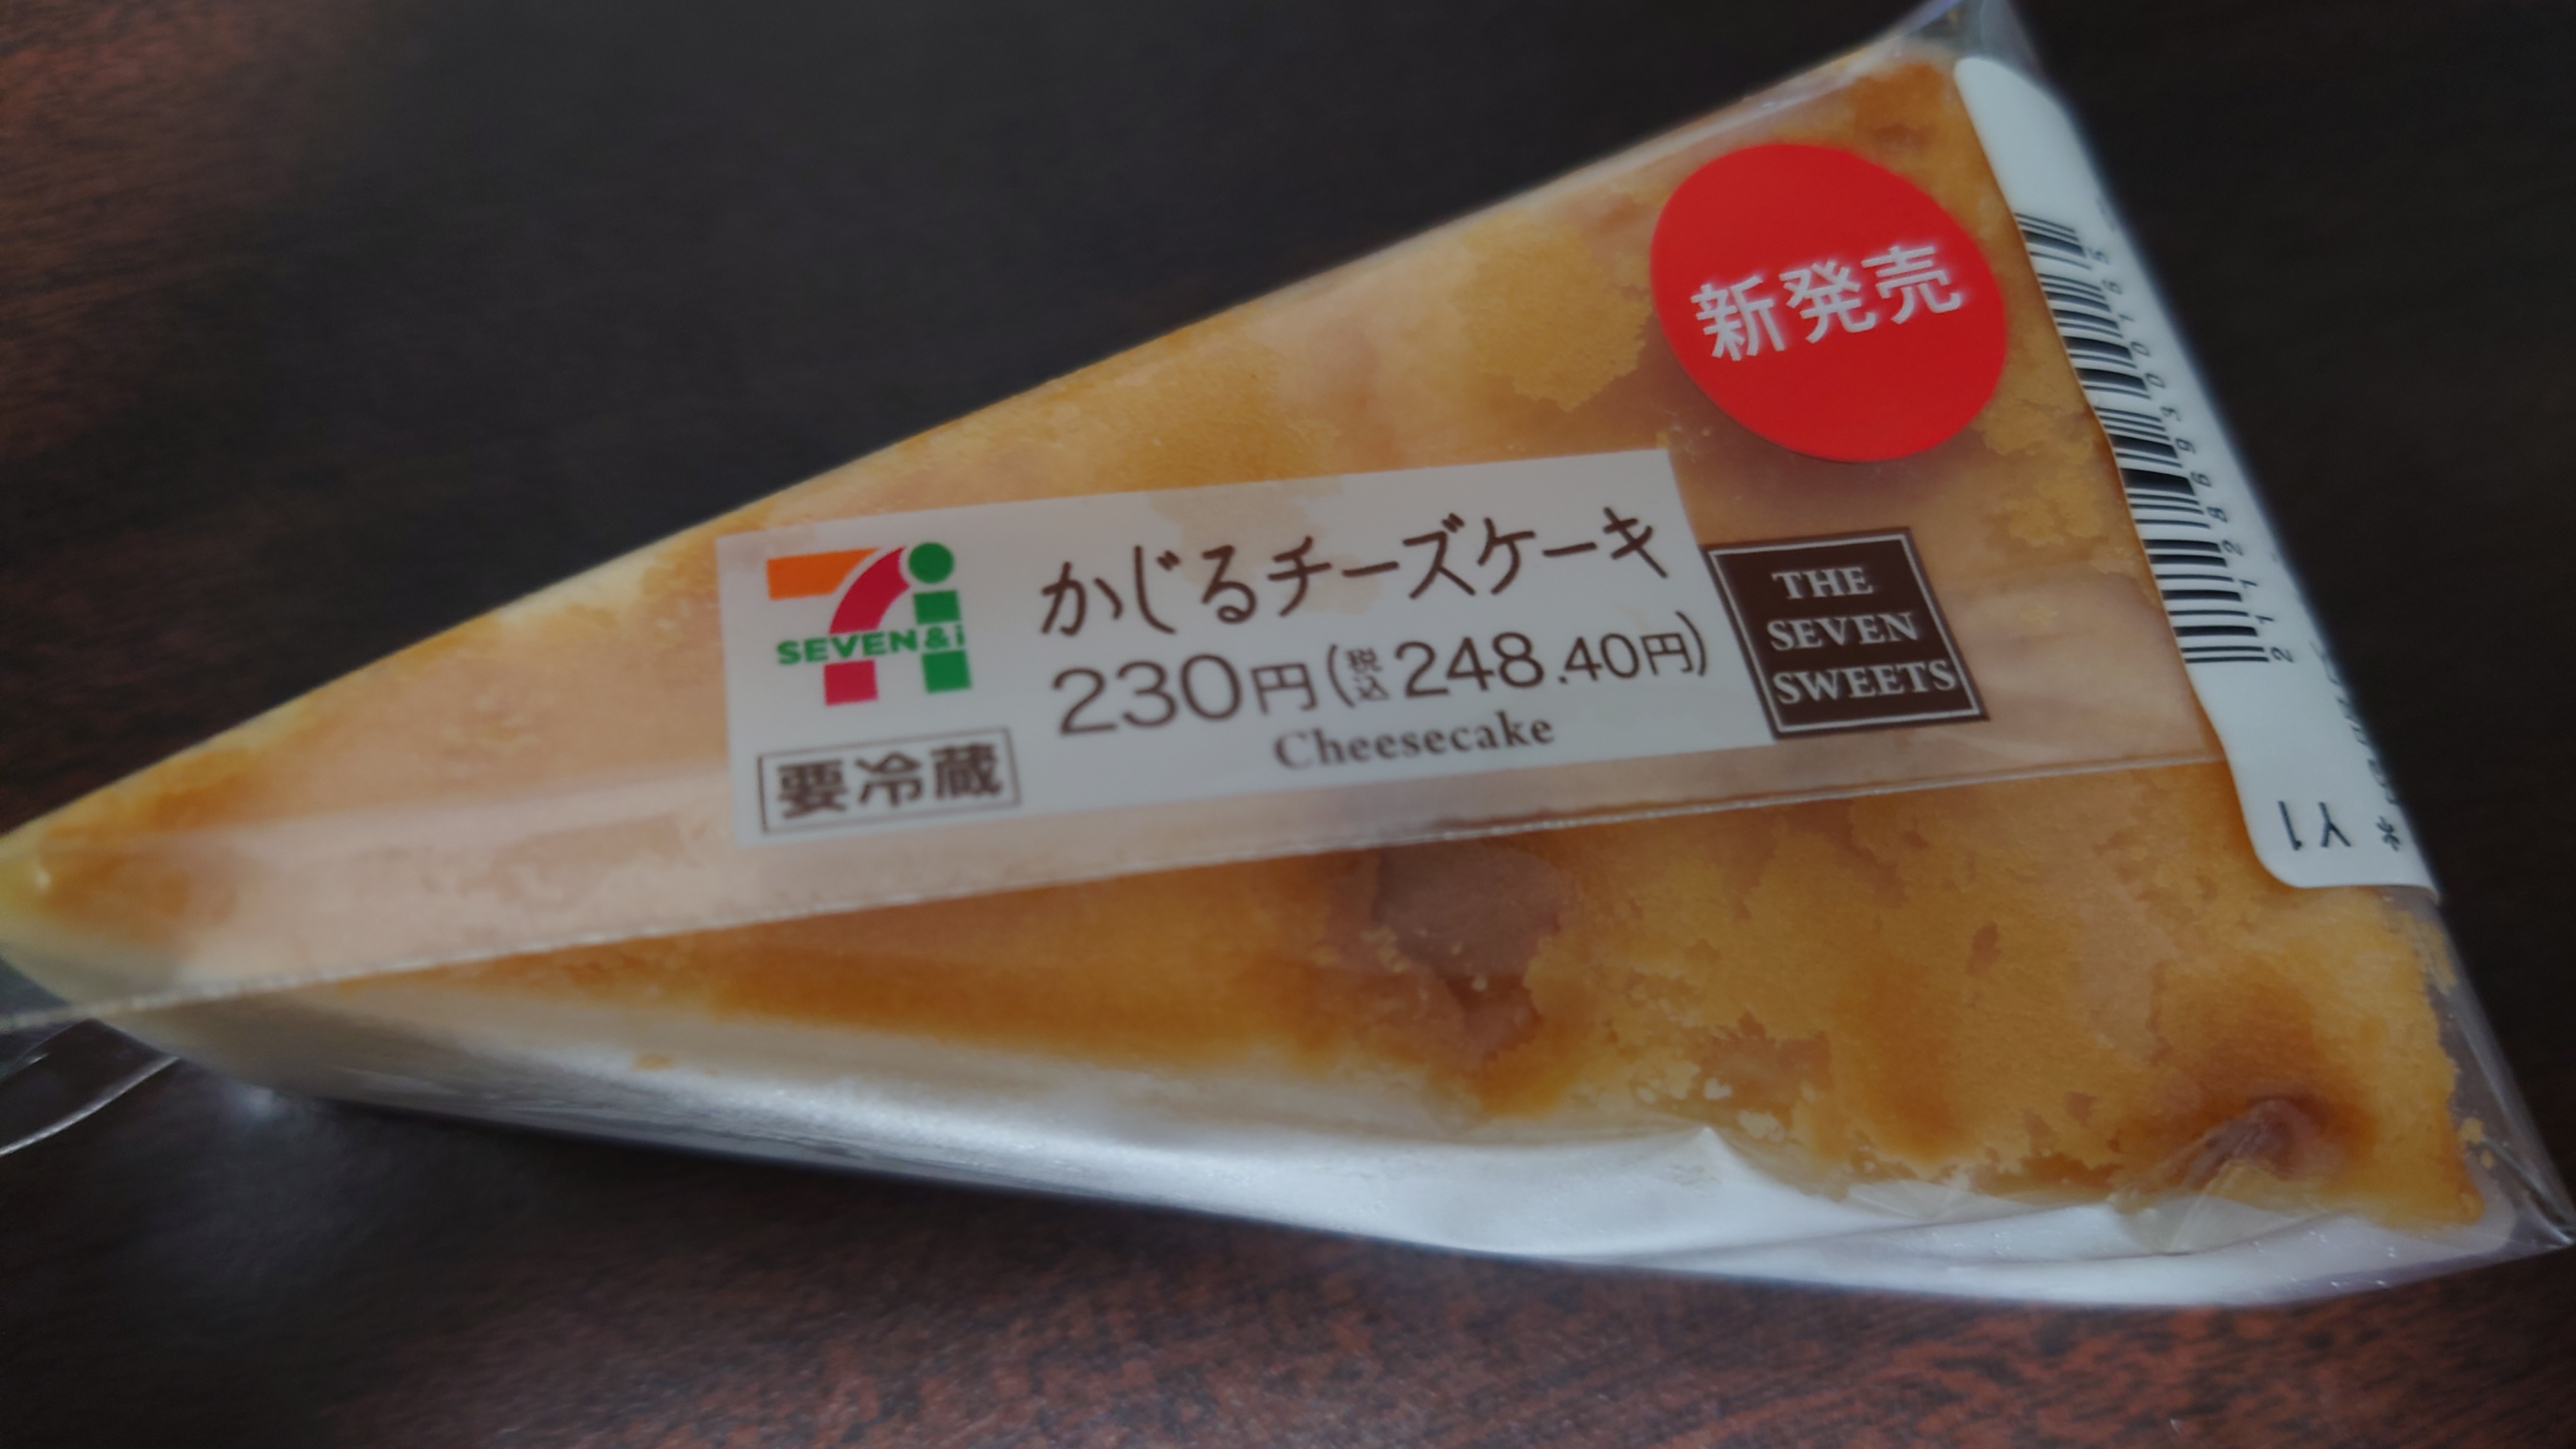 新発売
SEVEN&i
かじるチーズケーキ
230円(税込248.40円)
Cheesecake
要冷蔵
THE
SEVEN
SWEETS
Y1